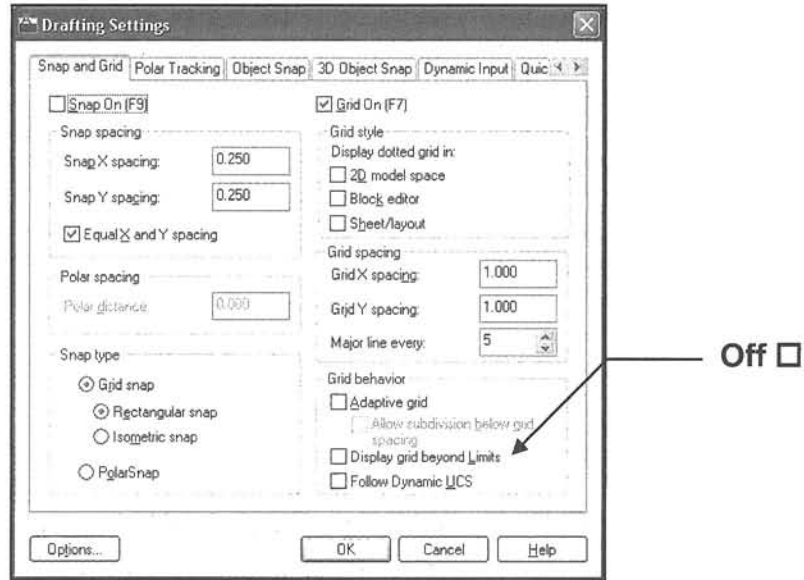 Drafting Settings
Snap and Grid Polar Tracking Object Snap 3D Object Snap Dynamic Input Quic
Snap On (F9)
Snap spacing
Snap X spacing: 0.250
Snap Y spacing: 0.250
Equal X and Y spacing
Polar spacing
Polar distance: 0.000
Snap type
Grid snap
Rectangular snap
Isometric snap
PolarSnap
Grid On (F7)
Grid style
Display dotted grid in:
2D model space
Block editor
Sheet/layout
Grid spacing
Grid X spacing: 1.000
Grid Y spacing: 1.000
Major line every: 5
Grid behavior
Adaptive grid
Allow subdivision below grid
spacing
Display grid beyond Limits
Follow Dynamic UCS
Off
Options... OK Cancel Help